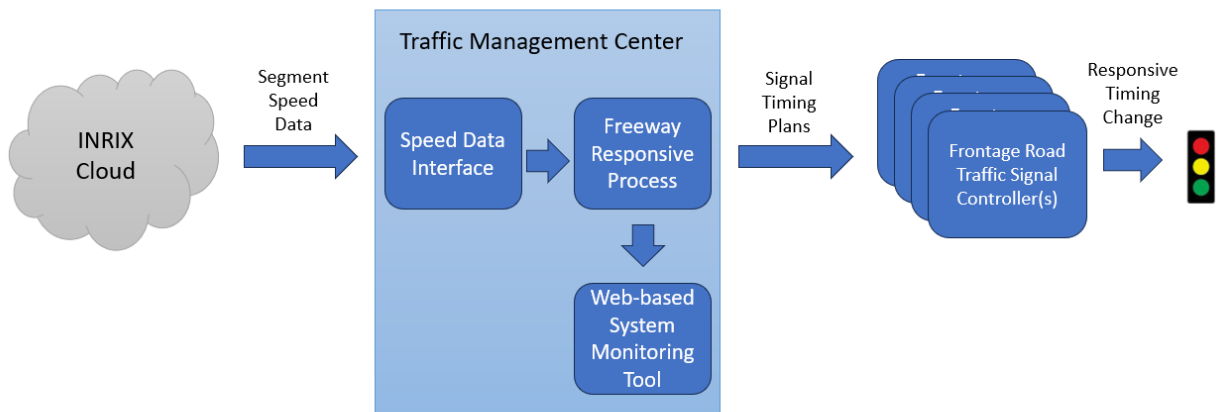 Traffic Management Center
INRIX
Cloud
Segment
Speed
Data
Speed Data
Interface
Freeway
Responsive
Process
Web-based
System
Monitoring
Tool
Signal
Timing
Plans
Frontage Road
Traffic Signal
Controller(s)
Responsive
Timing
Change